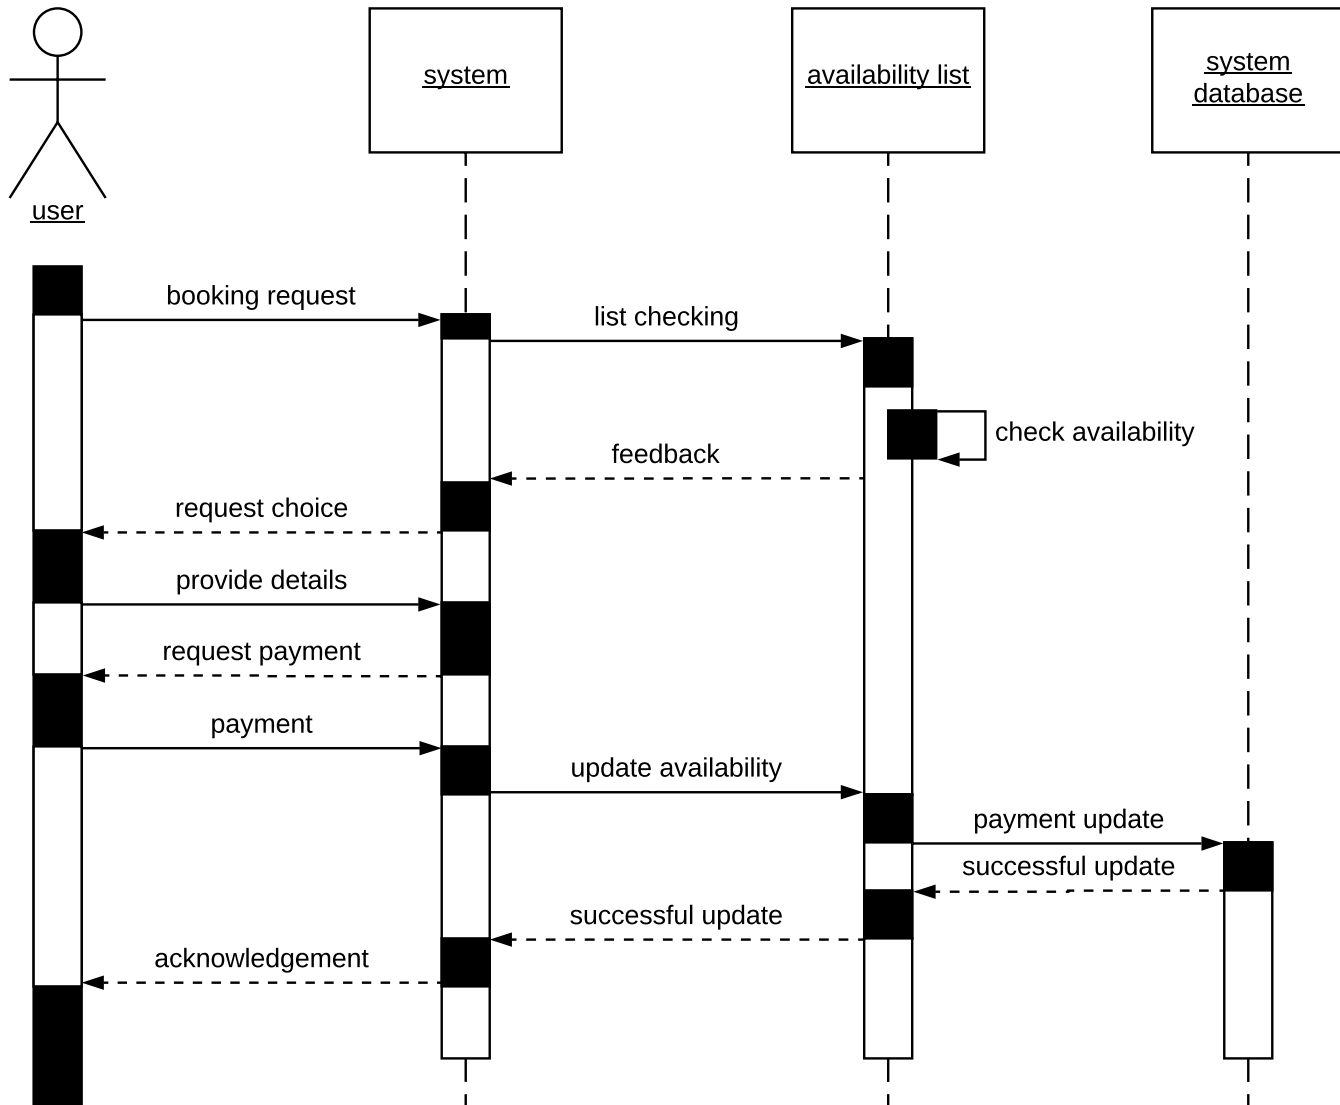 system
availability list
system
database
user
booking request
list checking
check availability
feedback
request choice
provide details
request payment
payment
update availability
payment update
successful update
successful update
acknowledgement